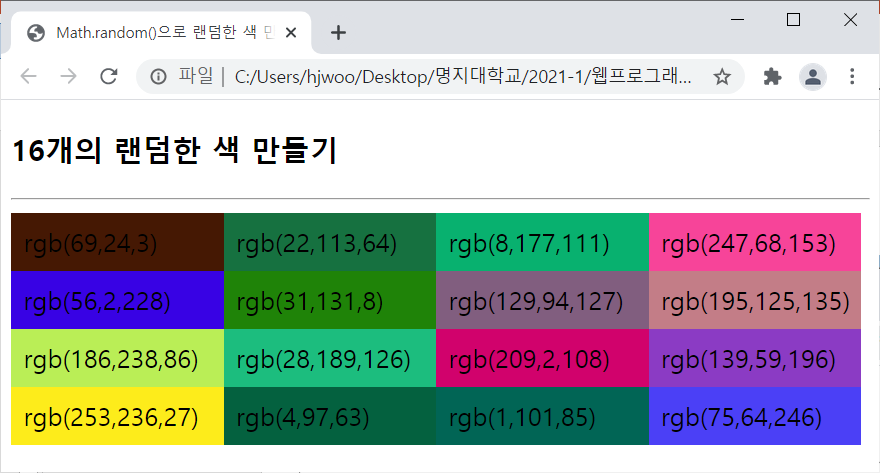 Math.random()으로 랜덤한 색 만
파일 | C:/Users/hjwoo/Desktop/명지대학교/2021-1/웹프로그래...
16개의 랜덤한 색 만들기
rgb(69,24,3) rgb(22,113,64) rgb(8,177,111) rgb(247,68,153)
rgb(56,2,228) rgb(31,131,8) rgb(129,94,127) rgb(195,125,135)
rgb(186,238,86) rgb(28,189,126) rgb(209,2,108) rgb(139,59,196)
rgb(253,236,27) rgb(4,97,63) rgb(1,101,85) rgb(75,64,246)